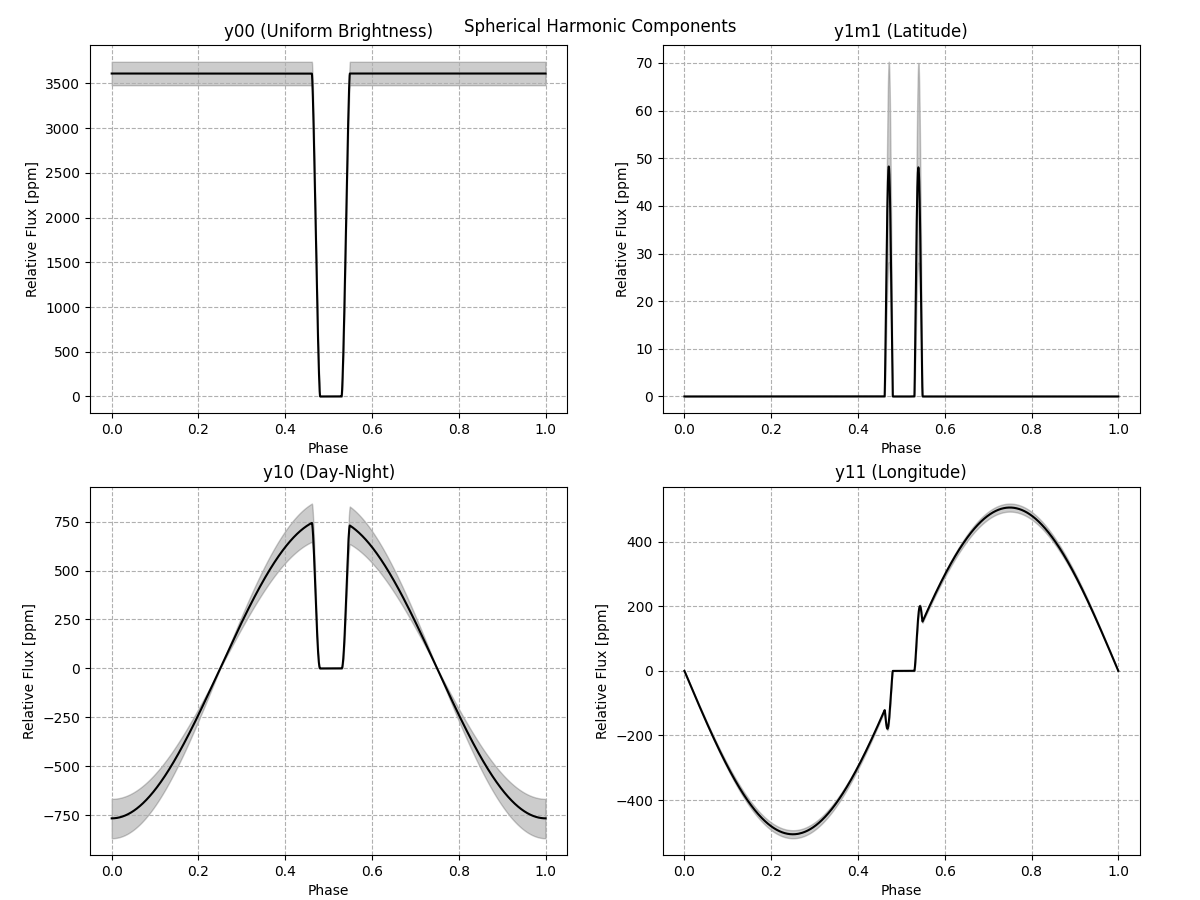 Spherical Harmonic Components
y00 (Uniform Brightness)
Relative Flux [ppm]
3500
3000
2500
2000
1500
1000
500
0
0.0 0.2 0.4 0.6 0.8 1.0
Phase
y1m1 (Latitude)
Relative Flux [ppm]
70
60
50
40
30
20
10
0
0.0 0.2 0.4 0.6 0.8 1.0
Phase
y10 (Day-Night)
Relative Flux [ppm]
750
500
250
0
−250
−500
−750
0.0 0.2 0.4 0.6 0.8 1.0
Phase
y11 (Longitude)
Relative Flux [ppm]
400
200
0
−200
−400
0.0 0.2 0.4 0.6 0.8 1.0
Phase